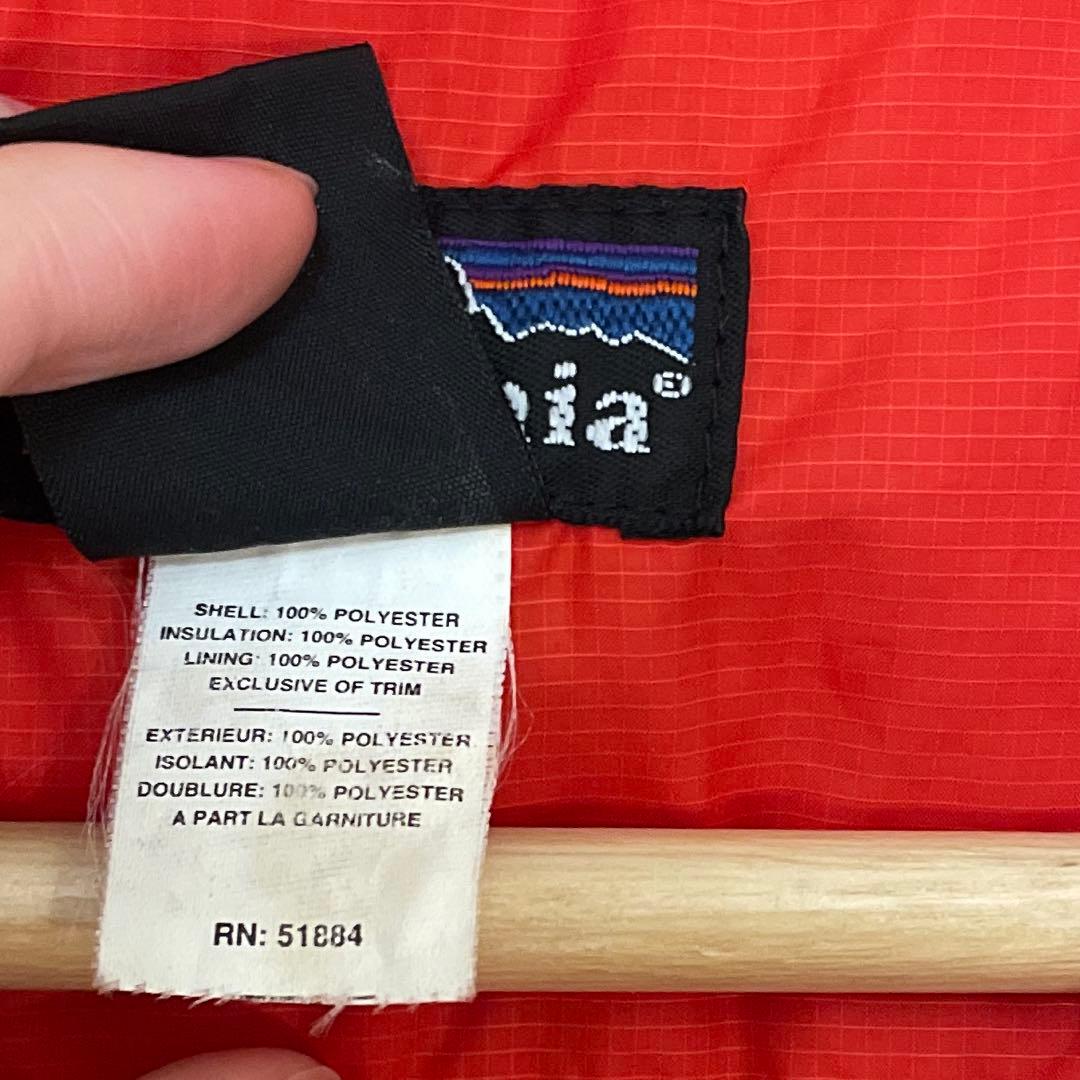 nia®
SHELL: 100% POLYESTER
INSULATION: 100% POLYESTER
LINING: 100% POLYESTER
EXCLUSIVE OF TRIM
EXTERIEUR: 100% POLYESTER
ISOLANT: 100% POLYESTER
DOUBLURE: 100% POLYESTER
A PART LA GARNITURE
RN: 51884